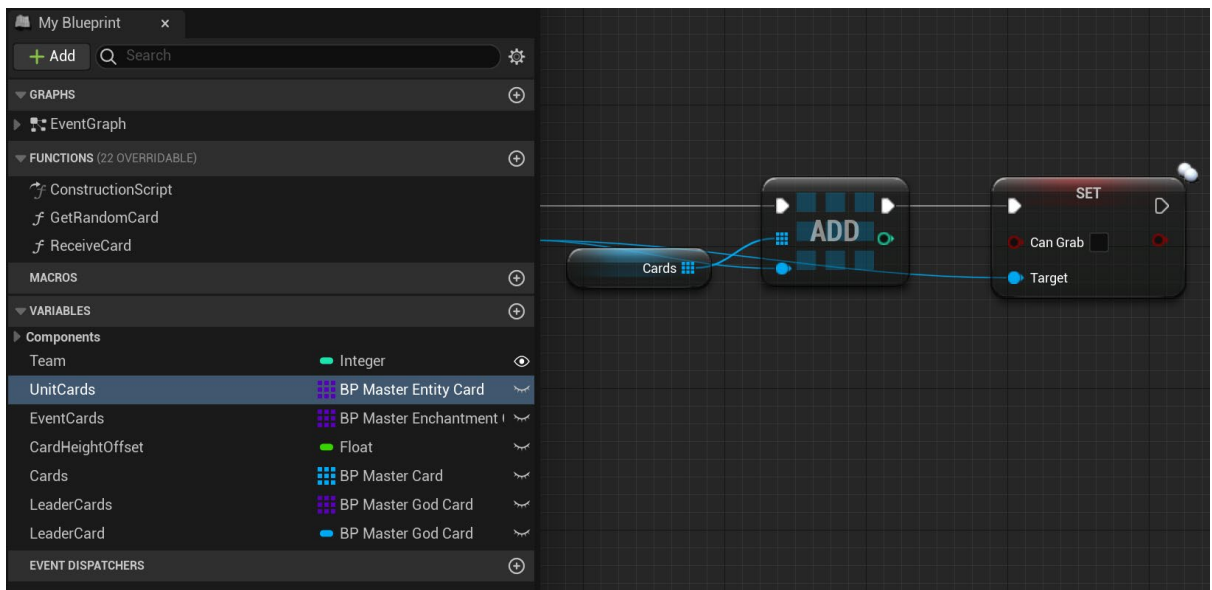 My Blueprint
Add
Search
GRAPHS
EventGraph
FUNCTIONS (22 OVERRIDABLE)
ConstructionScript
GetRandomCard
ReceiveCard
MACROS
VARIABLES
Components
Team Integer
UnitCards BP Master Entity Card
EventCards BP Master Enchantment
CardHeightOffset Float
Cards BP Master Card
LeaderCards BP Master God Card
LeaderCard BP Master God Card
EVENT DISPATCHERS
Cards
ADD
SET
Can Grab
Target